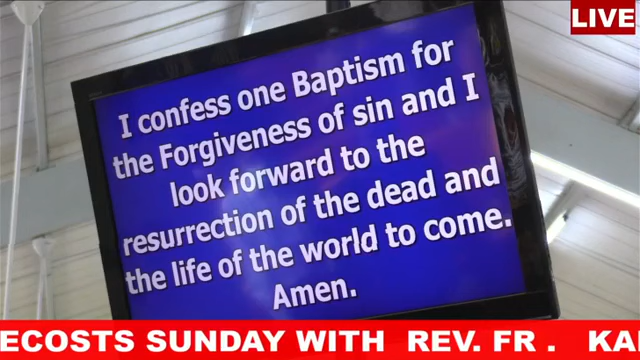 LIVE
I confess one Baptism for
the Forgiveness of sin and I
look forward to the
resurrection of the dead and
the life of the world to come.
Amen.
ECOSTS SUNDAY WITH REV. FR . KA